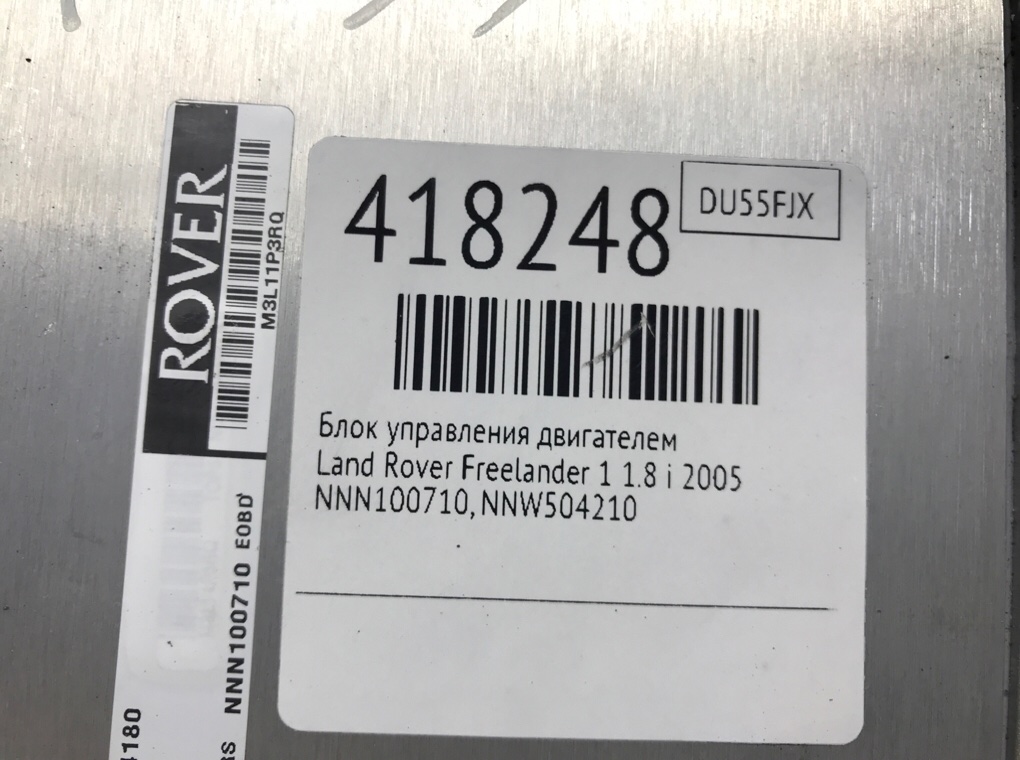 ROVER
M3L11P3RQ
NNN100710 EOBD
4180
418248
DU55FJX
Блок управления двигателем
Land Rover Freelander 1 1.8 i 2005
NNN100710, NNW504210